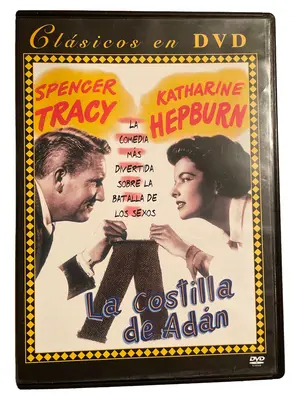 Clásicos en DVD
SPENCER
TRACY
KATHARINE
HEPBURN
LA
COMEDIA
MÁS
DIVERTIDA
SOBRE LA
BATALLA DE
LOS SEXOS
La costilla
de Adán
DVD